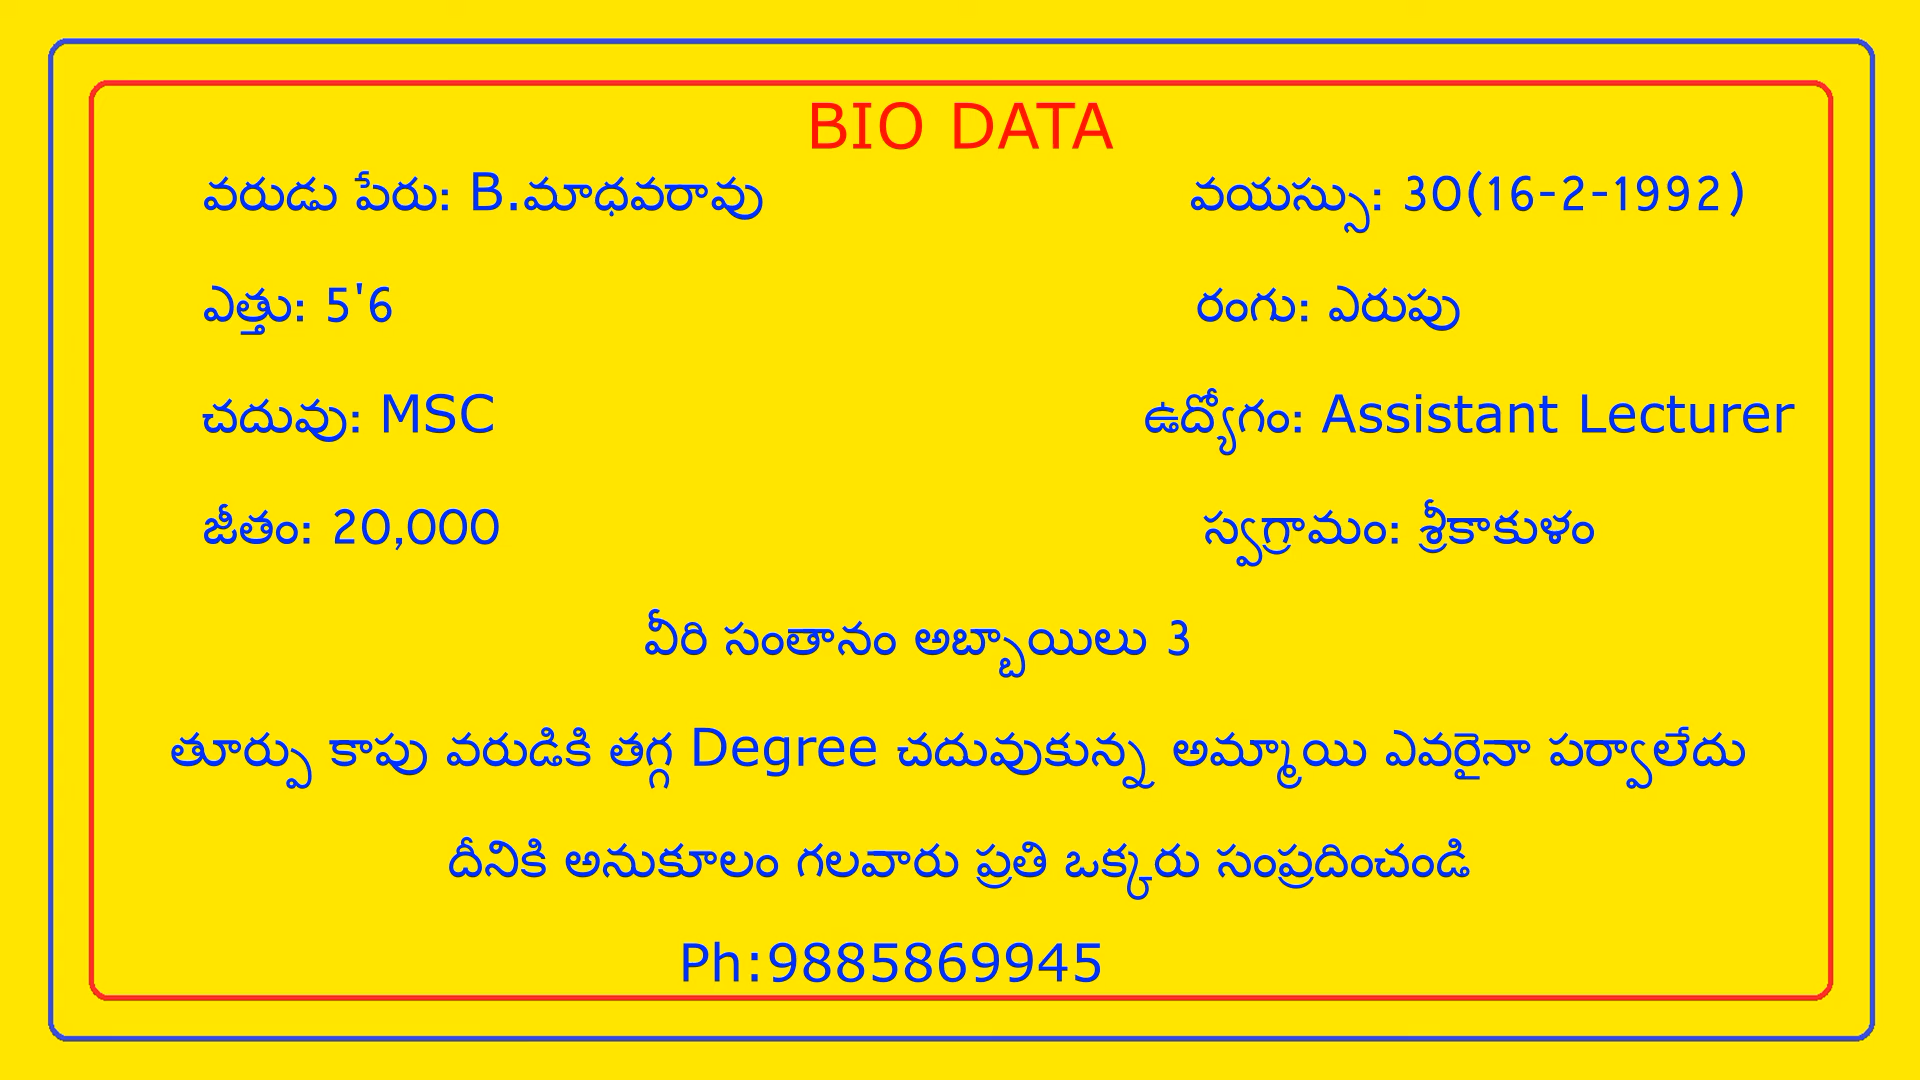 BIO DATA
వరుడు పేరు: B.మాధవరావు వయస్సు: 30(16-2-1992)
ఎత్తు: 5'6 రంగు: ఎరుపు
చదువు: MSC ఉద్యోగం: Assistant Lecturer
జీతం: 20,000 స్వగ్రామం: శ్రీకాకుళం
వీరి సంతానం అబ్బాయిలు 3
తూర్పు కాపు వరుడికి తగ్గ Degree చదువుకున్న అమ్మాయి ఎవరైనా పర్వాలేదు
దీనికి అనుకూలం గలవారు ప్రతి ఒక్కరు సంప్రదించండి
Ph:9885869945